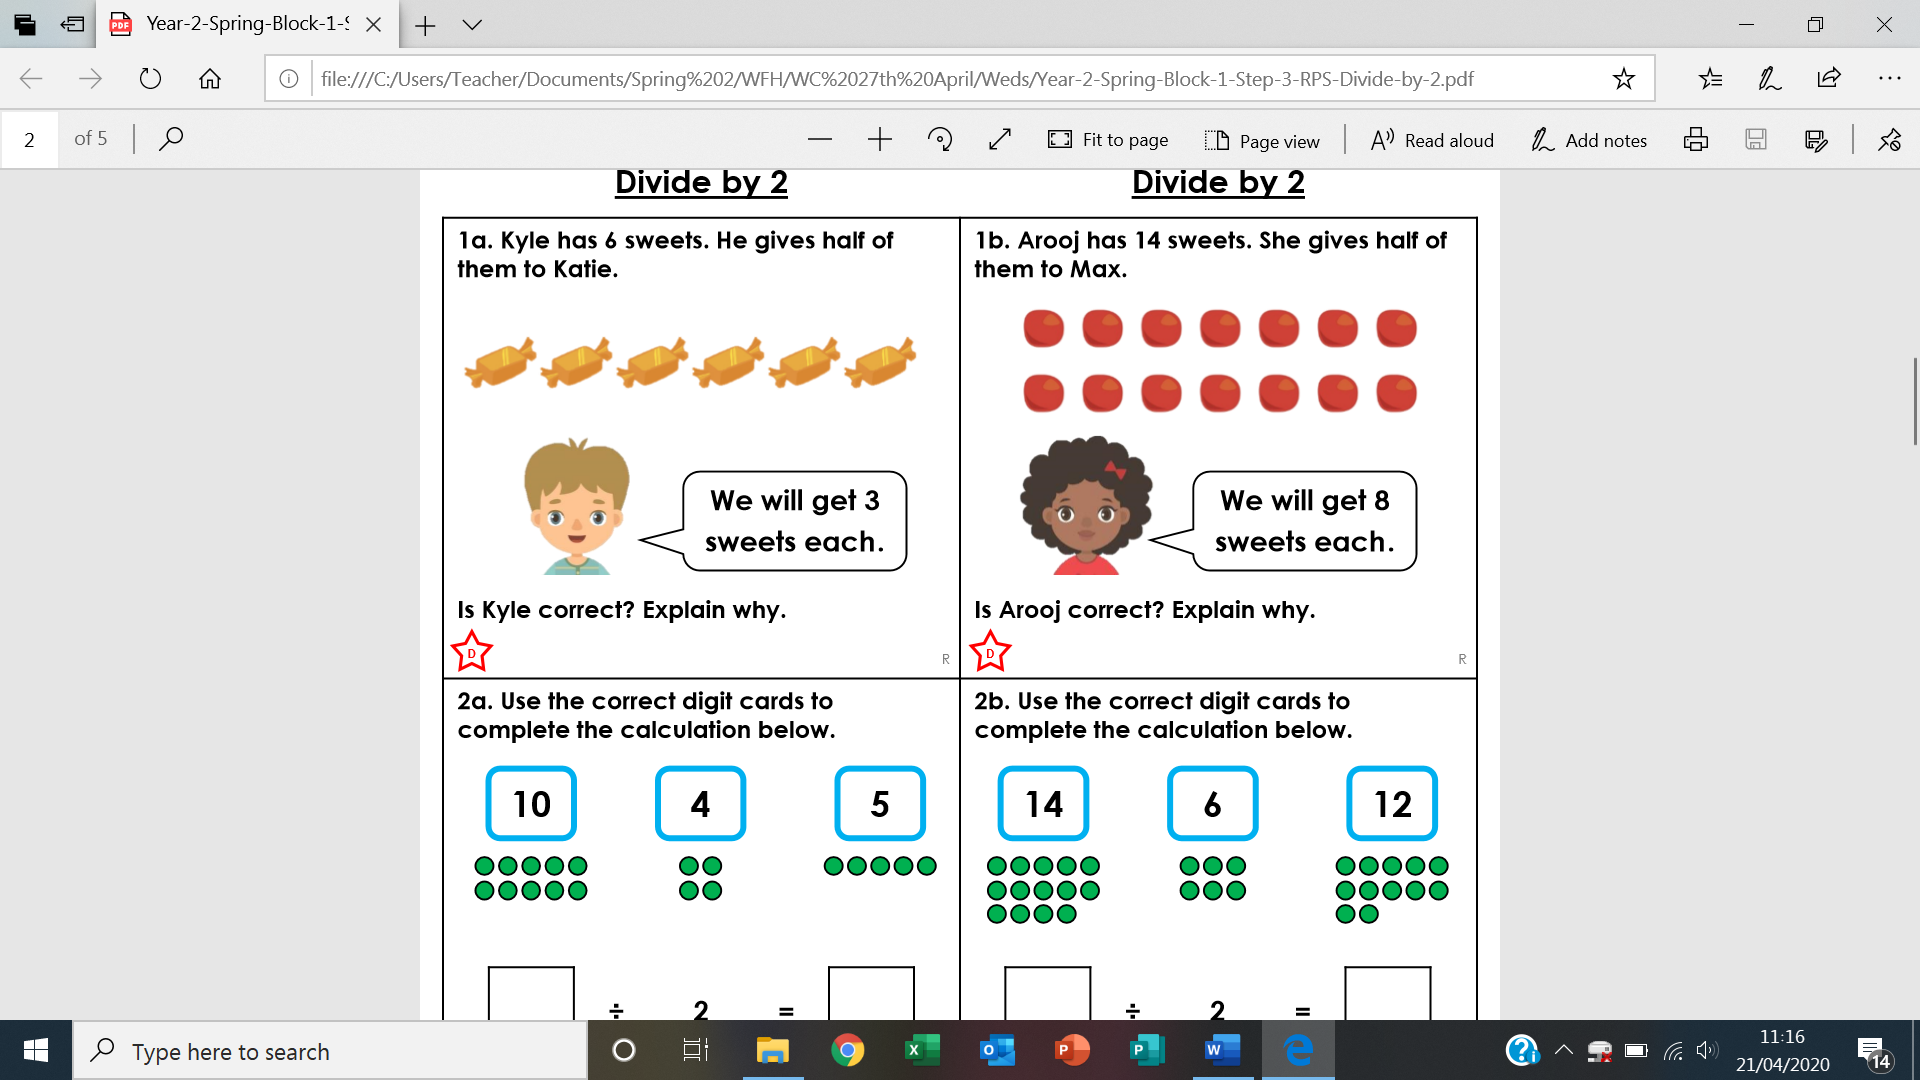 Year-2-Spring-Block-1-S
file:///C:/Users/Teacher/Documents/Spring%202/WFH/WC%2027th%20April/Weds/Year-2-Spring-Block-1-Step-3-RPS-Divide-by-2.pdf
2 of 5
Fit to page
Page view
Read aloud
Add notes
Divide by 2
Divide by 2
1a. Kyle has 6 sweets. He gives half of
them to Katie.
We will get 3
sweets each.
Is Kyle correct? Explain why.
D
R
1b. Arooj has 14 sweets. She gives half of
them to Max.
We will get 8
sweets each.
Is Arooj correct? Explain why.
D
R
2a. Use the correct digit cards to
complete the calculation below.
10 4 5
÷ 2 =
2b. Use the correct digit cards to
complete the calculation below.
14 6 12
÷ 2 =
Type here to search
11:16
21/04/2020
14